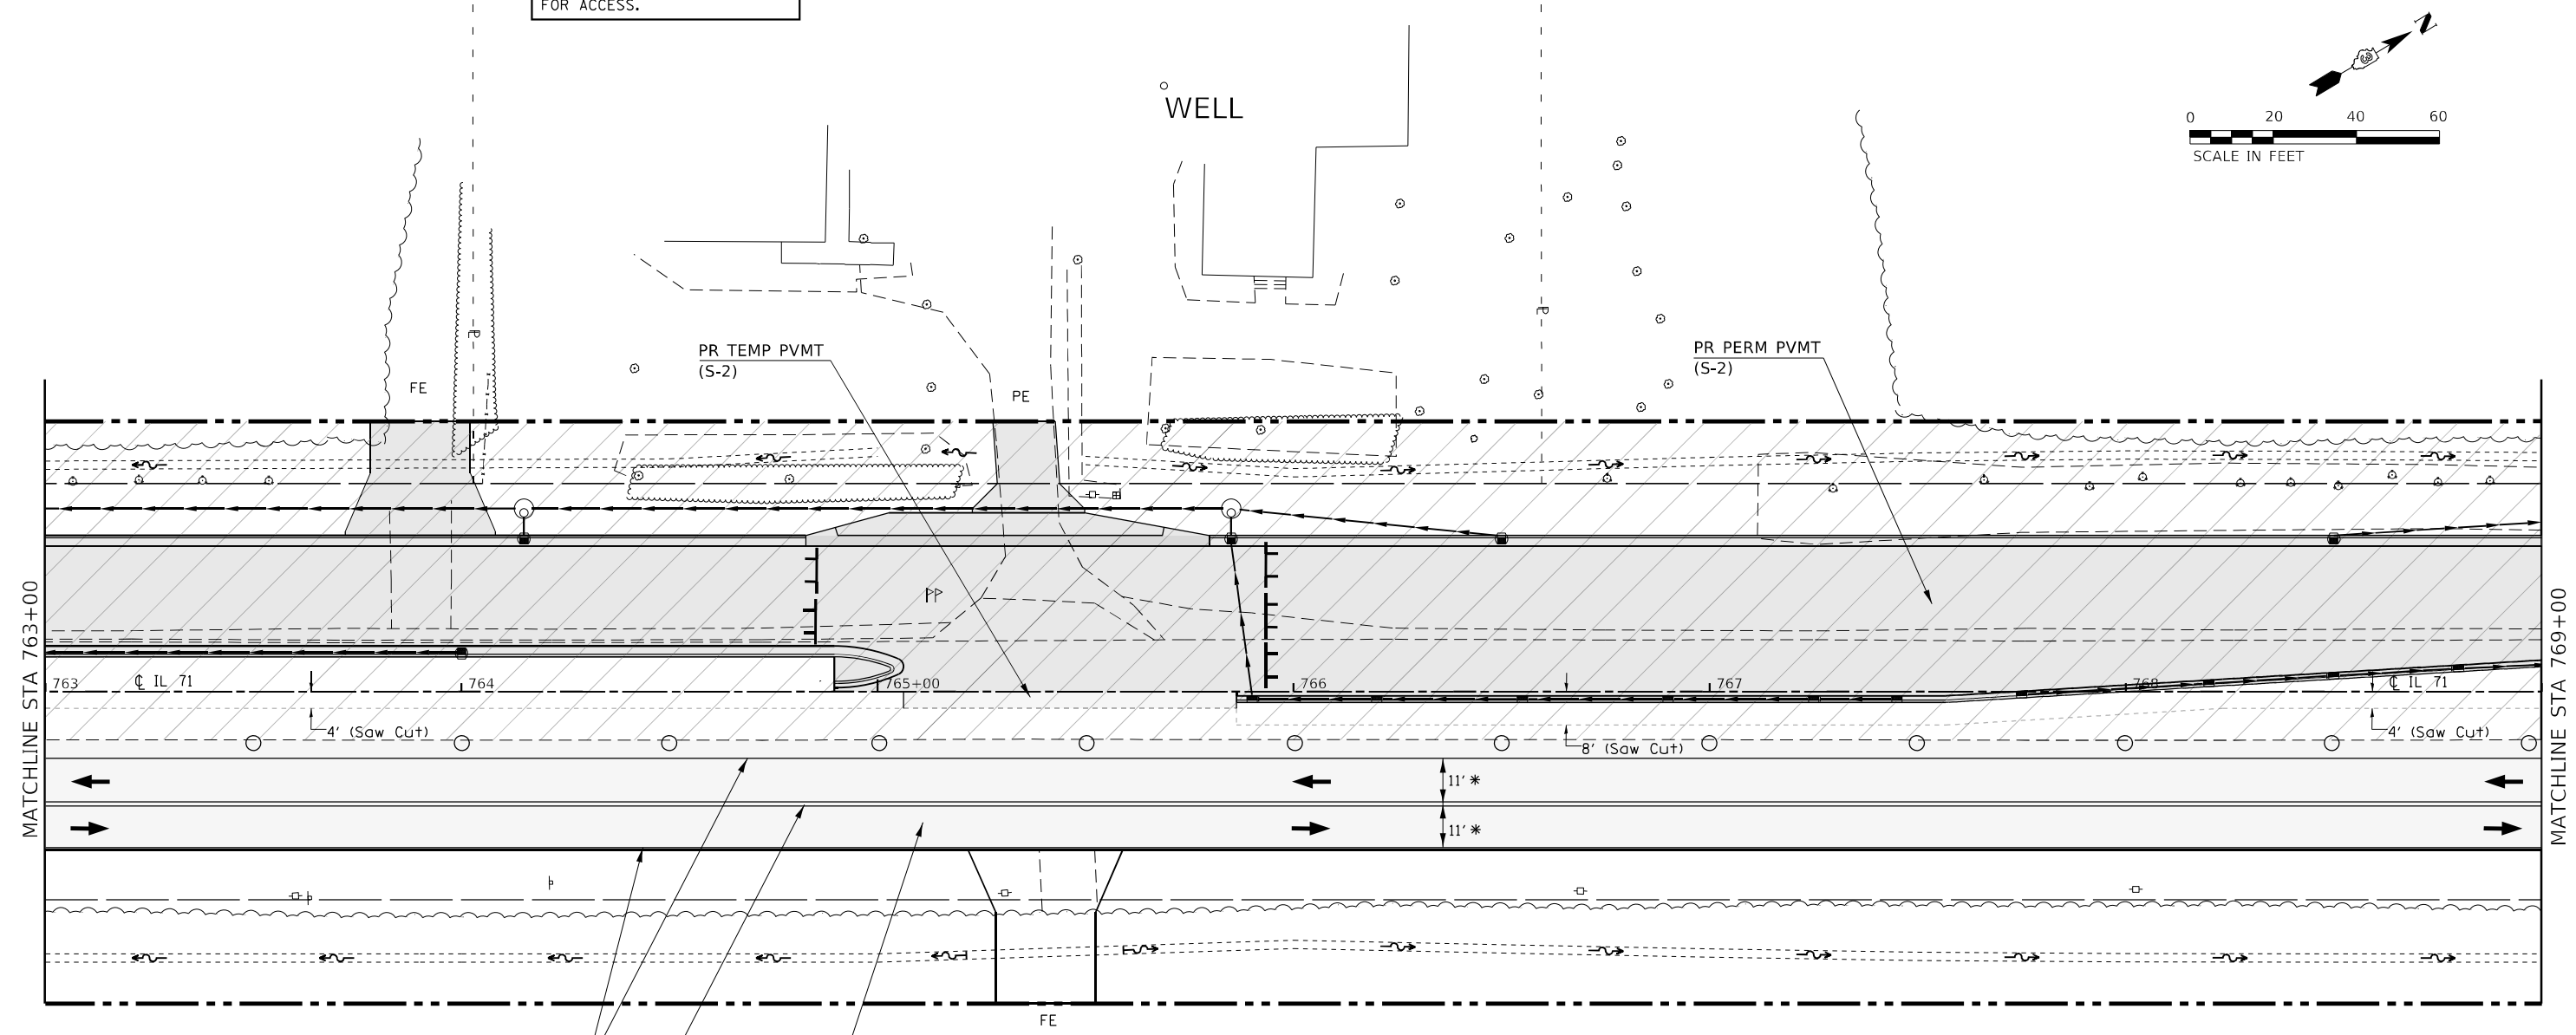 FOR ACCESS.
N
WELL
0 20 40 60
SCALE IN FEET
P
P
PR TEMP PVMT
(S-2)
PR PERM PVMT
(S-2)
FE
PE
PP
MATCHLINE STA 763+00
MATCHLINE STA 769+00
763
℄ IL 71
764
765+00
766
767
768
℄ IL 71
4' (Saw Cut)
8' (Saw Cut)
4' (Saw Cut)
11' *
11' *
FE